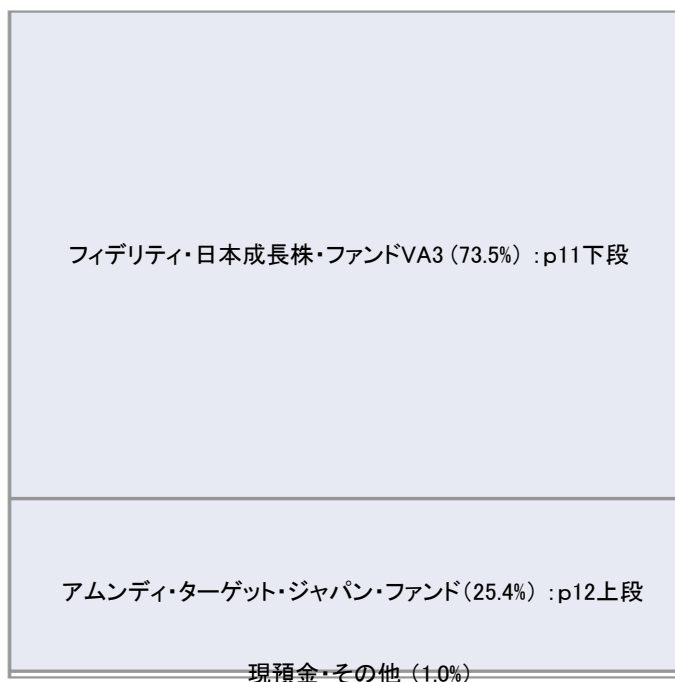 フィデリティ・日本成長株・ファンドVA3 (73.5%) ：p11下段
アムンディ・ターゲット・ジャパン・ファンド(25.4%) ：p12上段
現預金・その他 (1.0%)